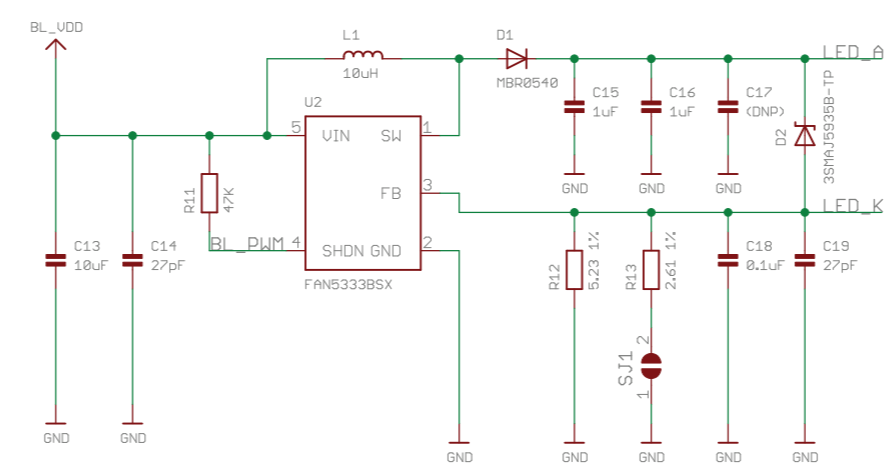 BL_VDD
L1
10uH
D1
MBR0540
LED_A
C15
1uF
C16
1uF
C17
(DNP)
D2
3SMAJ5935B-TP
U2
5
VIN
SW
1
FB
3
R11
47K
BL_PWM
4
SHDN
GND
2
FAN5333BSX
GND
GND
GND
LED_K
C13
10uF
C14
27pF
R12
5.23 1%
R13
2.61 1%
C18
0.1uF
C19
27pF
SJ1
2
1
GND
GND
GND
GND
GND
GND
GND